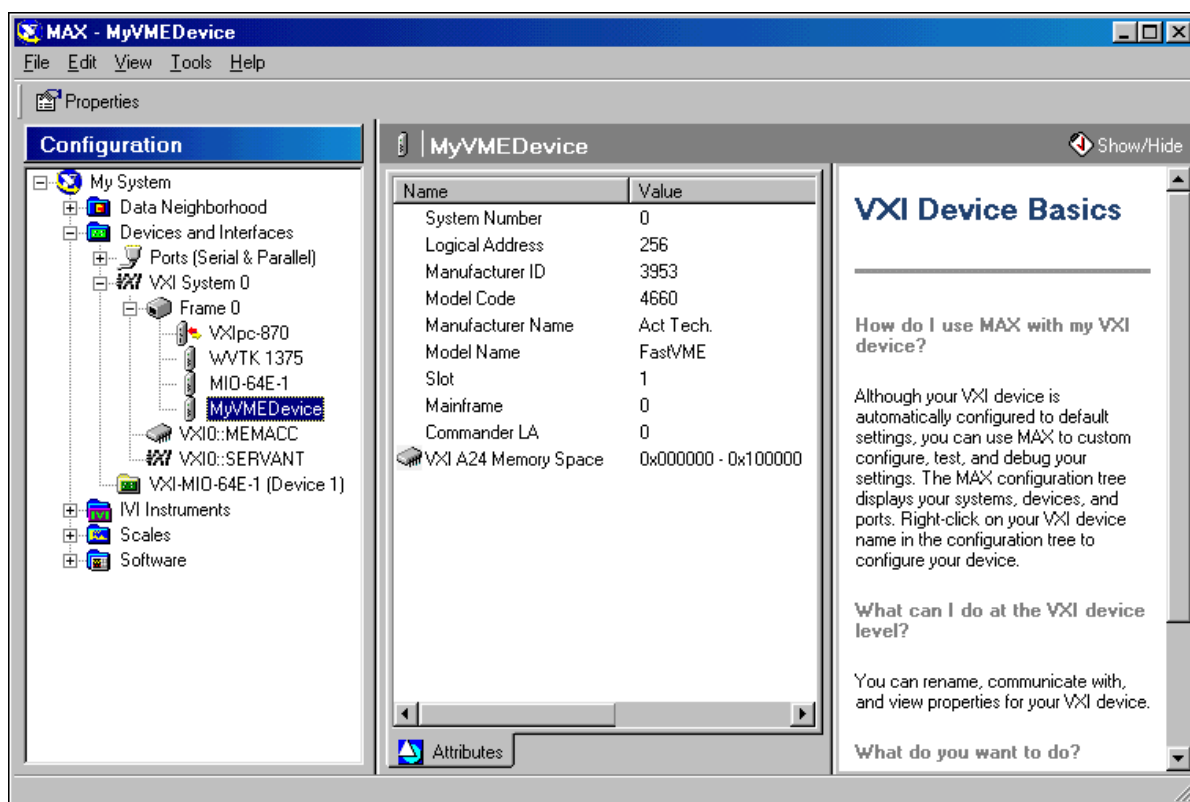 MAX - MyVMEDevice
File Edit View Tools Help
Properties
Configuration
My System
Data Neighborhood
Devices and Interfaces
Ports (Serial & Parallel)
VXI System 0
Frame 0
VXIpc-870
WVTK 1375
MIO-64E-1
MyVMEDevice
VXI0::MEMACC
VXI0::SERVANT
VXI-MIO-64E-1 (Device 1)
IVI Instruments
Scales
Software
MyVMEDevice
Show/Hide
Name Value
System Number 0
Logical Address 256
Manufacturer ID 3953
Model Code 4660
Manufacturer Name Act Tech.
Model Name FastVME
Slot 1
Mainframe 0
Commander LA 0
VXI A24 Memory Space 0x000000 - 0x100000
Attributes
VXI Device Basics
How do I use MAX with my VXI
device?
Although your VXI device is
automatically configured to default
settings, you can use MAX to custom
configure, test, and debug your
settings. The MAX configuration tree
displays your systems, devices, and
ports. Right-click on your VXI device
name in the configuration tree to
configure your device.
What can I do at the VXI device
level?
You can rename, communicate with,
and view properties for your VXI device.
What do you want to do?